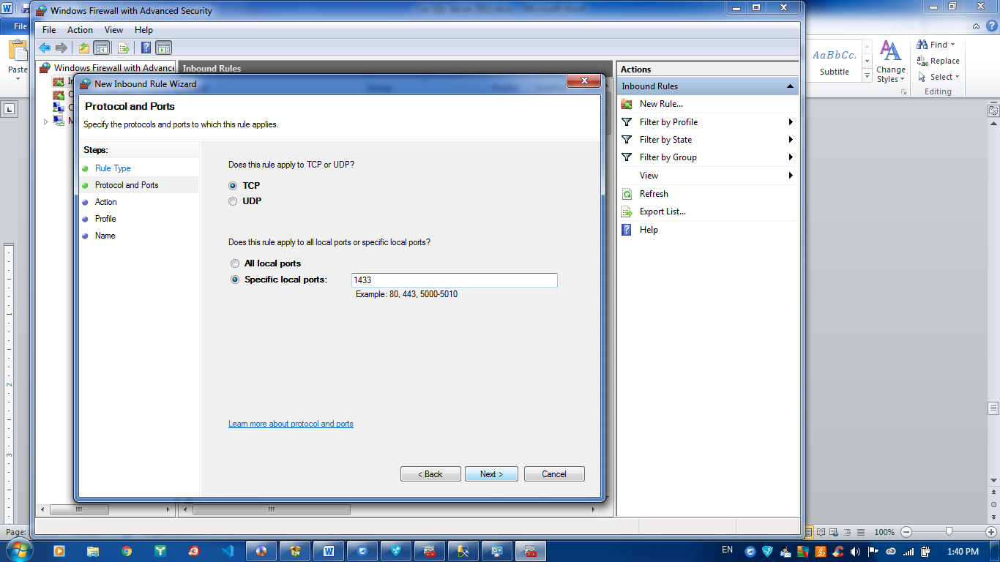 Windows Firewall with Advanced Security
File
File Action View Help
Paste
Windows Firewall with Advance
Inbound Rules
Actions
Inbound Rules
New Rule...
Filter by Profile
Filter by State
Filter by Group
View
Refresh
Export List...
Help
New Inbound Rule Wizard
Protocol and Ports
Specify the protocols and ports to which this rule applies.
Steps:
Rule Type
Protocol and Ports
Action
Profile
Name
Does this rule apply to TCP or UDP?
TCP
UDP
Does this rule apply to all local ports or specific local ports?
All local ports
Specific local ports: 1433
Example: 80, 443, 5000-5010
Learn more about protocol and ports
< Back Next > Cancel
AaBbCc
Subtitle
Change
Styles
Find
Replace
Select
Editing
1
2
3
Page:
100%
EN
1:40 PM